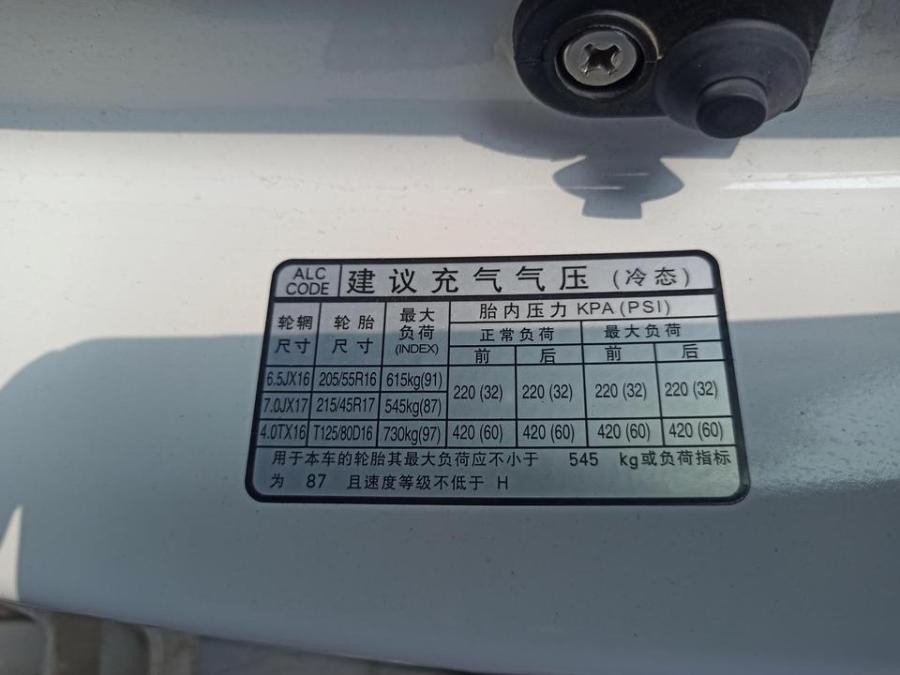 ALC CODE 建议充气气压 (冷态)
轮辋尺寸 轮胎尺寸 最大负荷(INDEX) 胎内压力 KPA(PSI)
正常负荷 最大负荷
前 后 前 后
6.5JX16 205/55R16 615kg(91) 220 (32) 220 (32) 220 (32) 220 (32)
7.0JX17 215/45R17 545kg(87)
4.0TX16 T125/80D16 730kg(97) 420 (60) 420 (60) 420 (60) 420 (60)
用于本车的轮胎其最大负荷应不小于 545 kg或负荷指标
为 87 且速度等级不低于 H